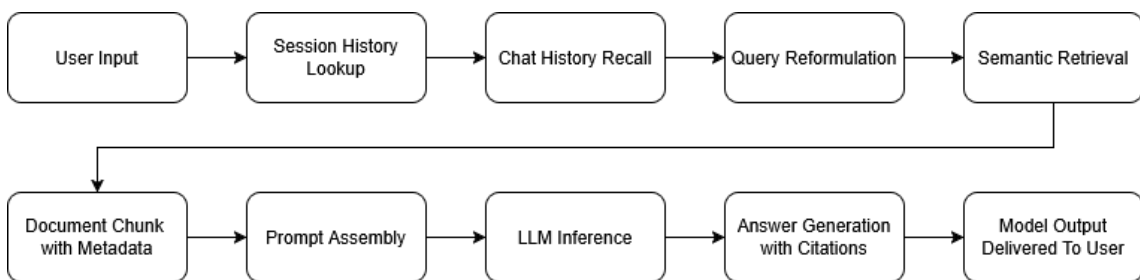 User Input
Session History
Lookup
Chat History Recall
Query Reformulation
Semantic Retrieval
Document Chunk
with Metadata
Prompt Assembly
LLM Inference
Answer Generation
with Citations
Model Output
Delivered To User